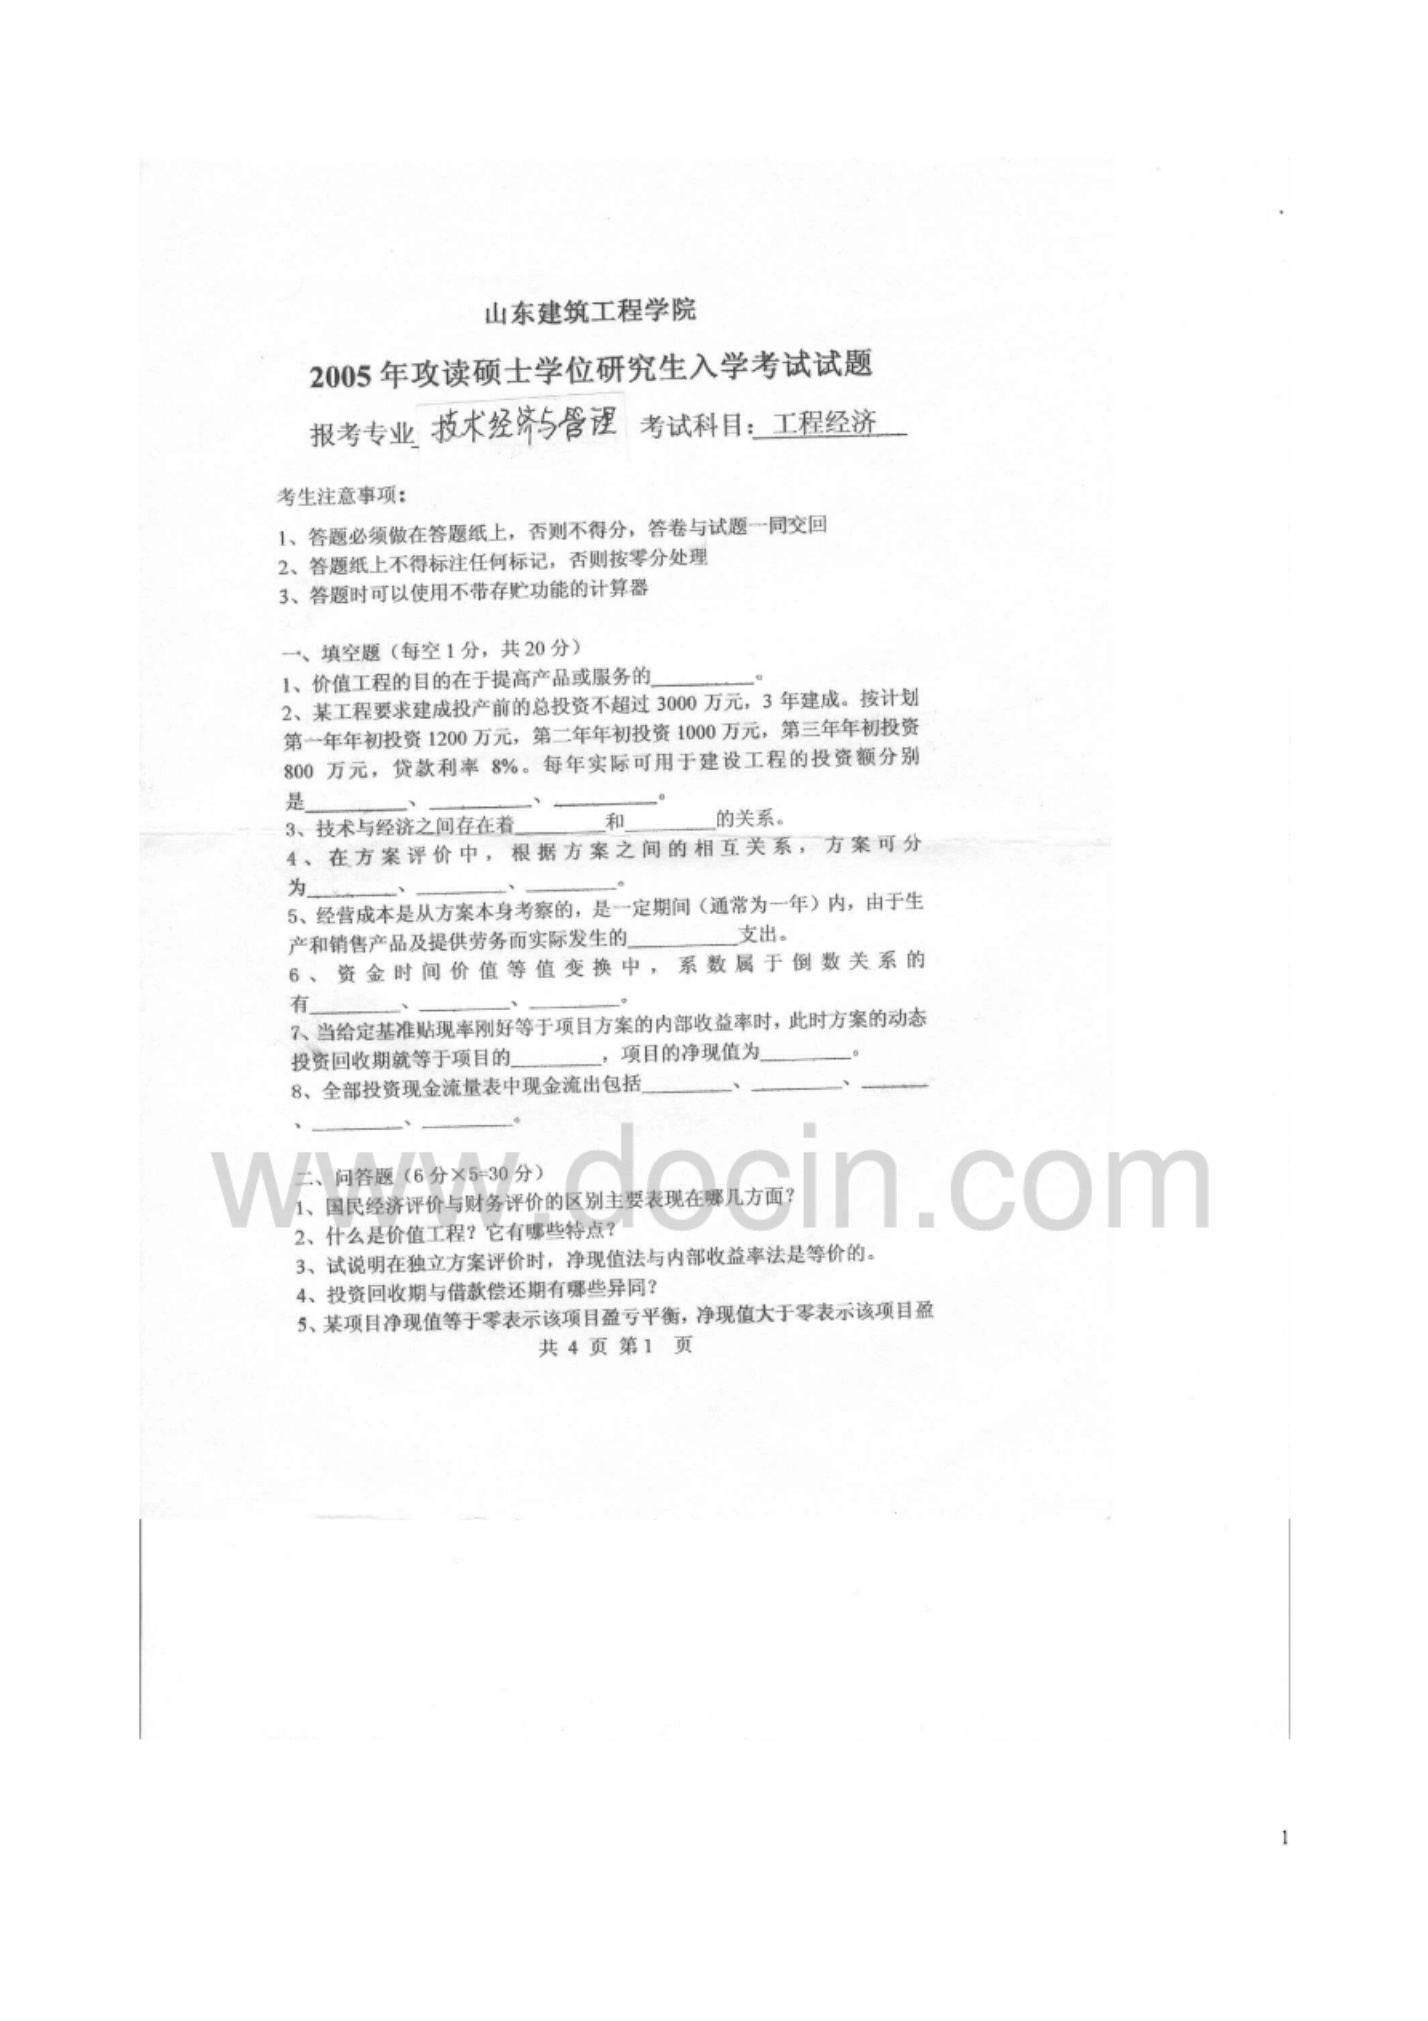 山东建筑工程学院
2005 年攻读硕士学位研究生入学考试试题
报考专业 技术经济与管理 考试科目：工程经济
考生注意事项：
1、答题必须做在答题纸上，否则不得分，答卷与试题一同交回
2、答题纸上不得标注任何标记，否则按零分处理
3、答题时可以使用不带存贮功能的计算器
一、填空题（每空 1 分，共 20 分）
1、价值工程的目的在于提高产品或服务的__________。
2、某工程要求建成投产前的总投资不超过 3000 万元，3 年建成。按计划
第一年年初投资 1200 万元，第二年年初投资 1000 万元，第三年年初投资
800 万元，贷款利率 8%。每年实际可用于建设工程的投资额分别
是__________、__________、__________。
3、技术与经济之间存在着_________和_________的关系。
4、在方案评价中，根据方案之间的相互关系，方案可分
为_________、_________、_________。
5、经营成本是从方案本身考察的，是一定期间（通常为一年）内，由于生
产和销售产品及提供劳务而实际发生的___________支出。
6、资金时间价值等值变换中，系数属于倒数关系的
有_________、_________、_________。
7、当给定基准贴现率刚好等于项目方案的内部收益率时，此时方案的动态
投资回收期就等于项目的_________，项目的净现值为_________。
8、全部投资现金流量表中现金流出包括_________、_________、_______
、_________、_________。
www.docin.com
二、问答题（6 分×5=30 分）
1、国民经济评价与财务评价的区别主要表现在哪几方面？
2、什么是价值工程？它有哪些特点？
3、试说明在独立方案评价时，净现值法与内部收益率法是等价的。
4、投资回收期与借款偿还期有哪些异同？
5、某项目净现值等于零表示该项目盈亏平衡，净现值大于零表示该项目盈
共 4 页 第 1 页
1